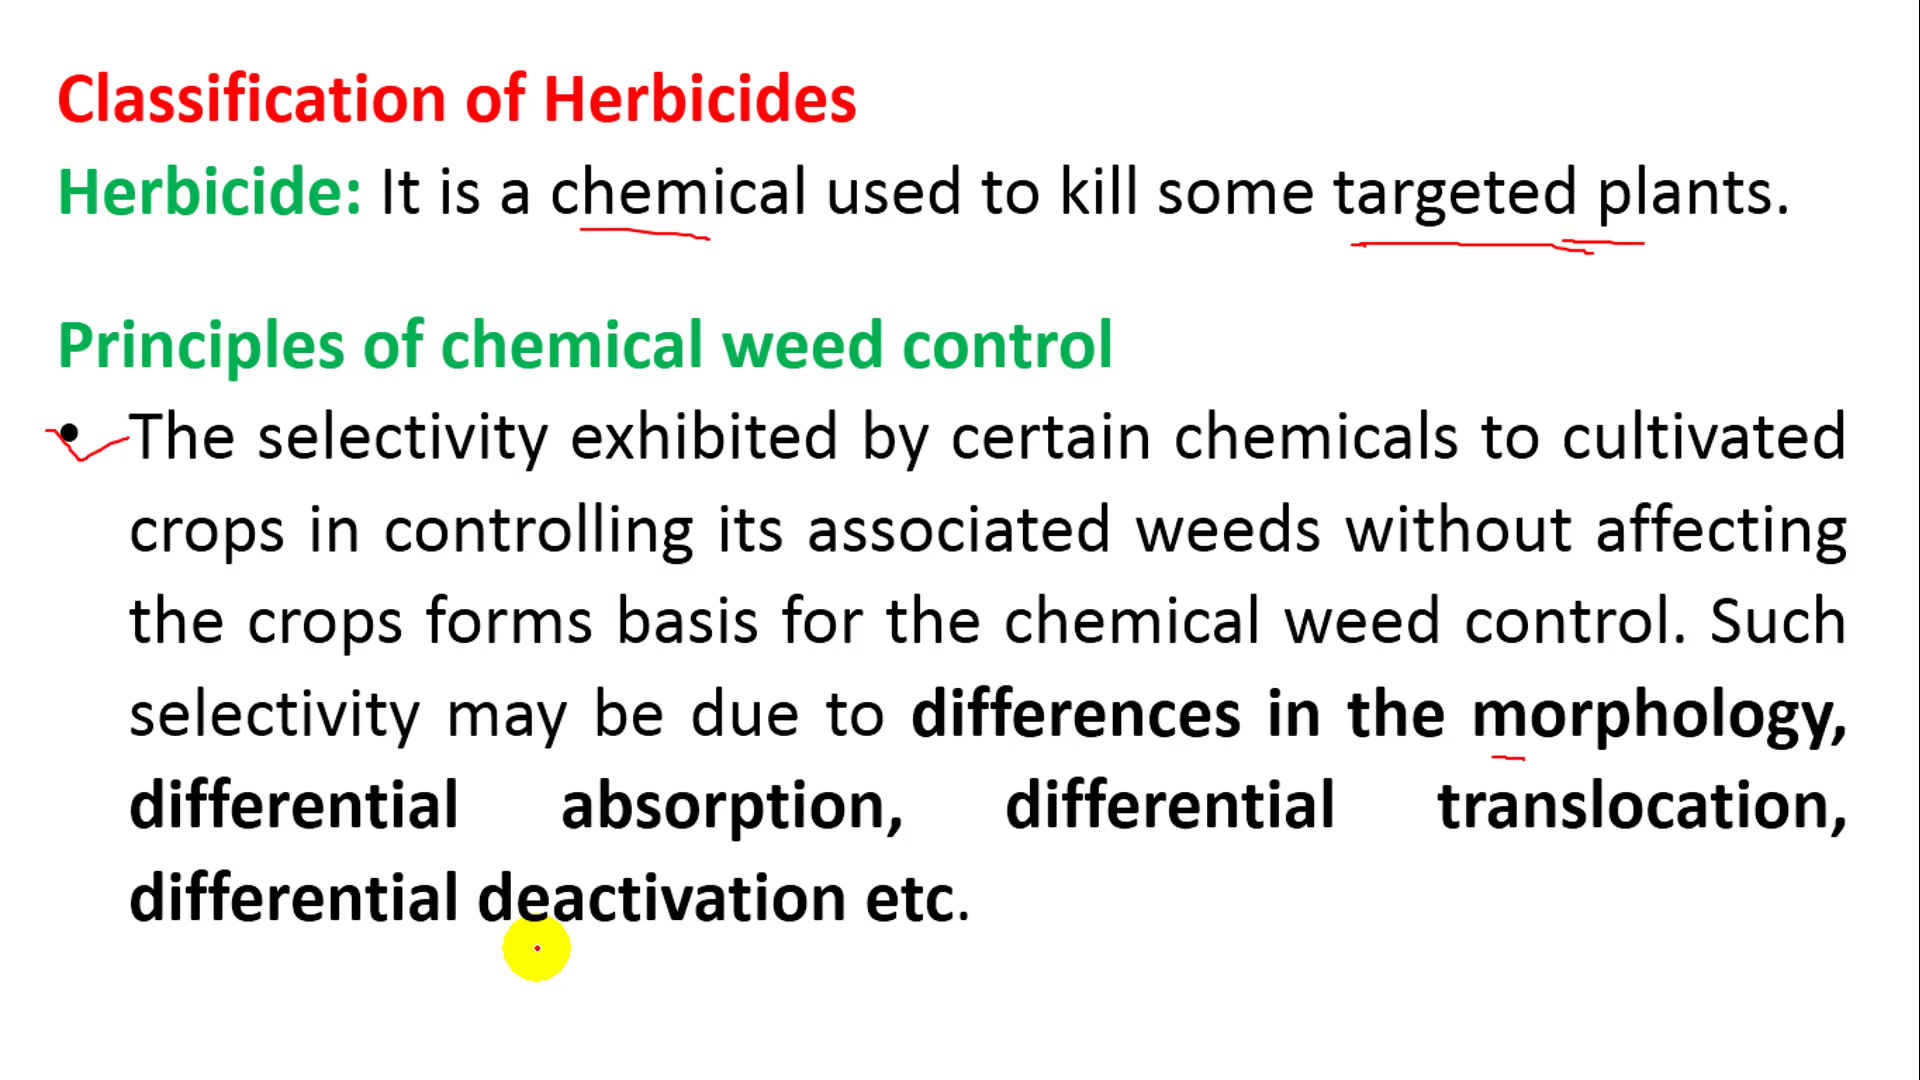 Classification of Herbicides
Herbicide: It is a chemical used to kill some targeted plants.
Principles of chemical weed control
• The selectivity exhibited by certain chemicals to cultivated
crops in controlling its associated weeds without affecting
the crops forms basis for the chemical weed control. Such
selectivity may be due to differences in the morphology,
differential absorption, differential translocation,
differential deactivation etc.